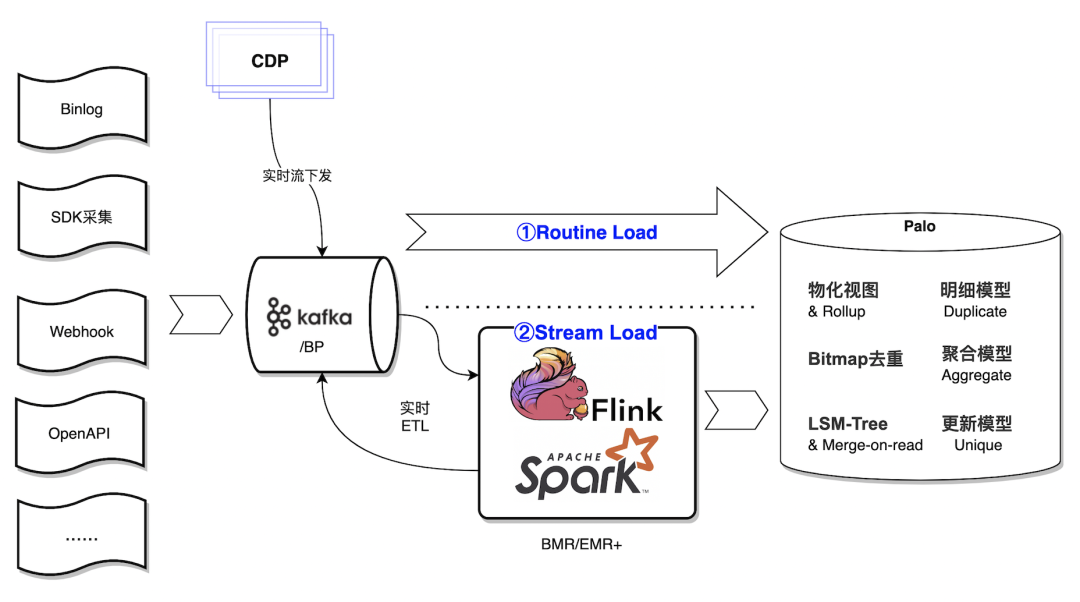 Binlog
SDK采集
Webhook
OpenAPI
......
CDP
实时流下发
kafka
/BP
①Routine Load
②Stream Load
Flink
APACHE
Spark™
实时
ETL
BMR/EMR+
Palo
物化视图
& Rollup
明细模型
Duplicate
Bitmap去重
聚合模型
Aggregate
LSM-Tree
& Merge-on-read
更新模型
Unique